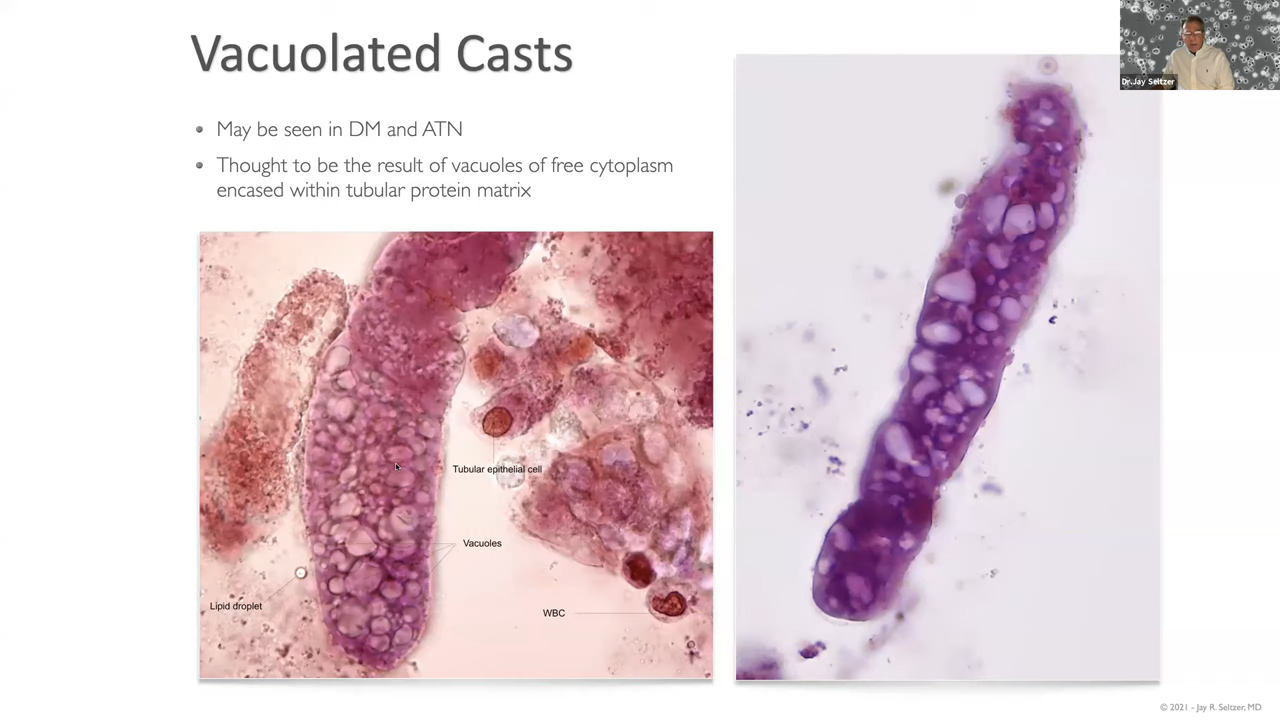 Vacuolated Casts
Dr.Jay Seltzer
May be seen in DM and ATN
Thought to be the result of vacuoles of free cytoplasm
encased within tubular protein matrix
Tubular epithelial cell
Vacuoles
Lipid droplet
WBC
© 2021 - Jay R. Seltzer, MD